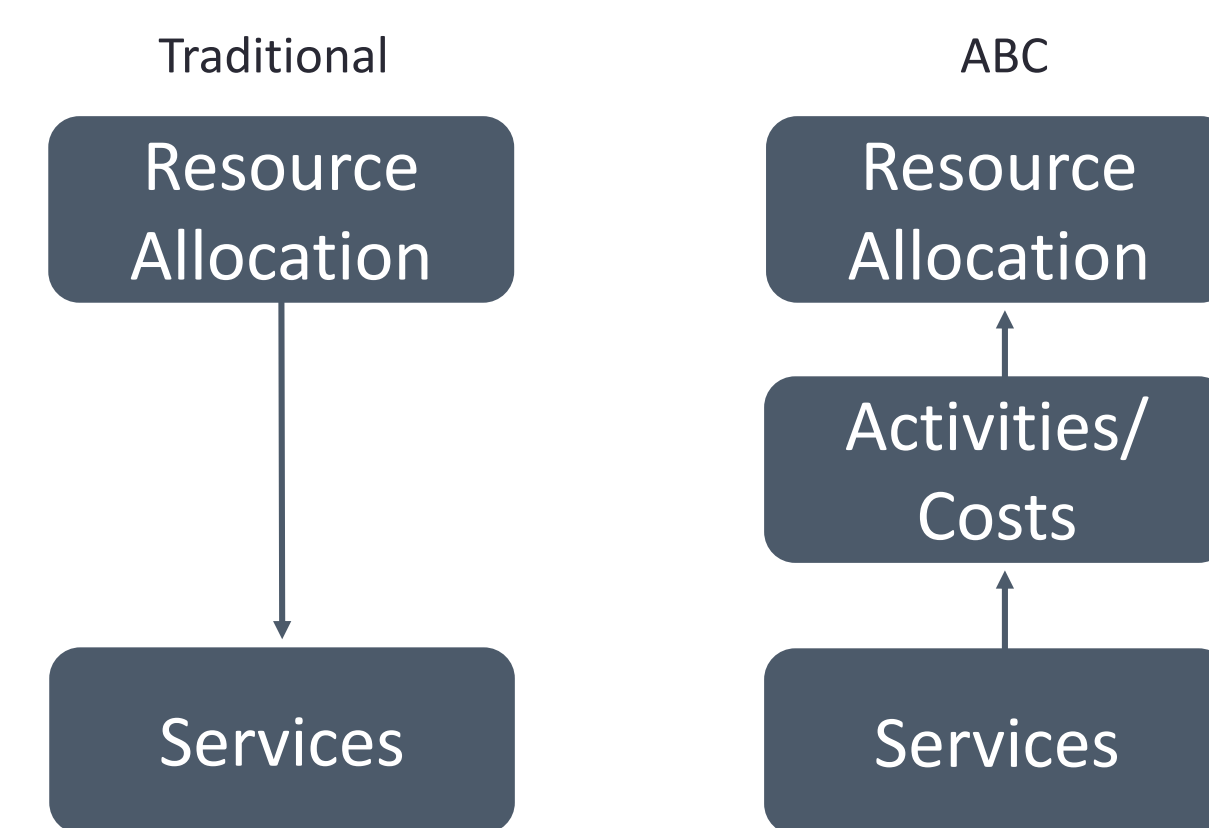 Traditional
ABC
Resource
Allocation
Resource
Allocation
Activities/
Costs
Services
Services